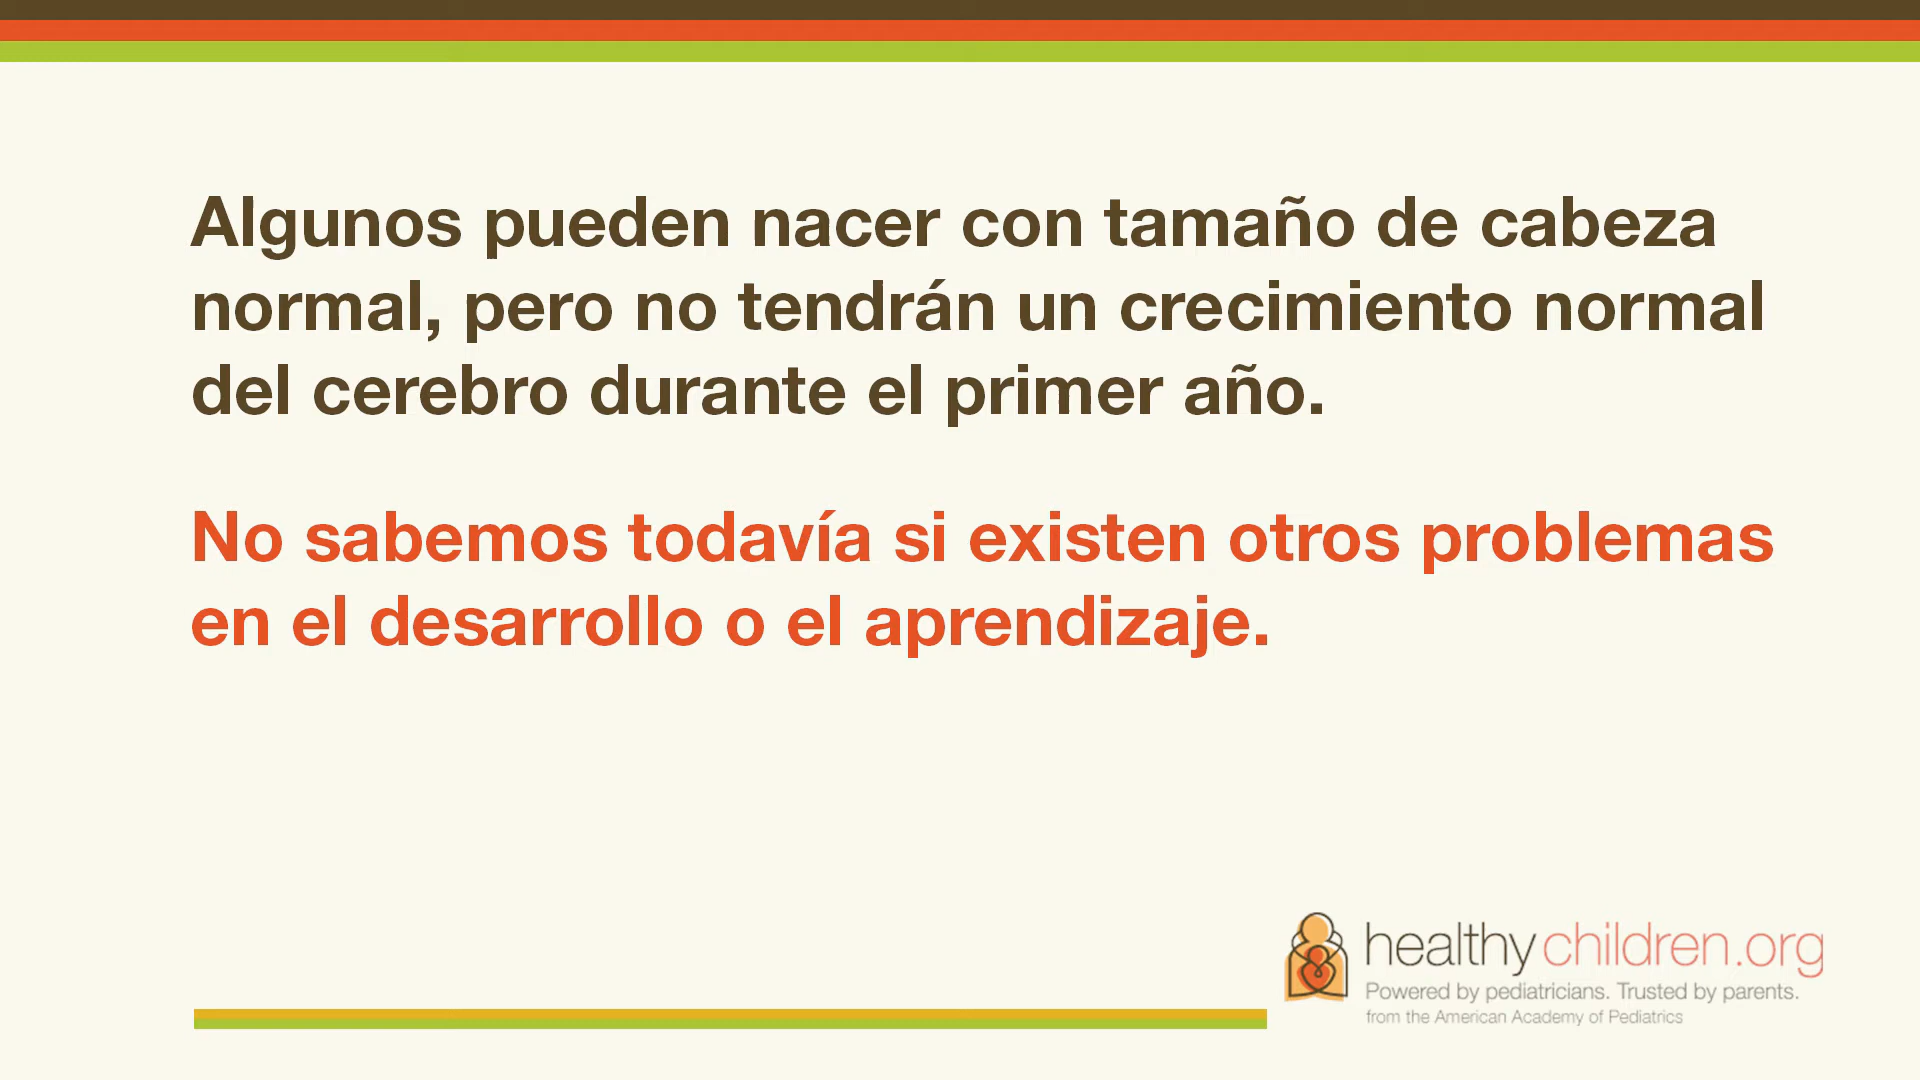 Algunos pueden nacer con tamaño de cabeza
normal, pero no tendrán un crecimiento normal
del cerebro durante el primer año.
No sabemos todavía si existen otros problemas
en el desarrollo o el aprendizaje.
healthychildren.org
Powered by pediatricians. Trusted by parents.
from the American Academy of Pediatrics